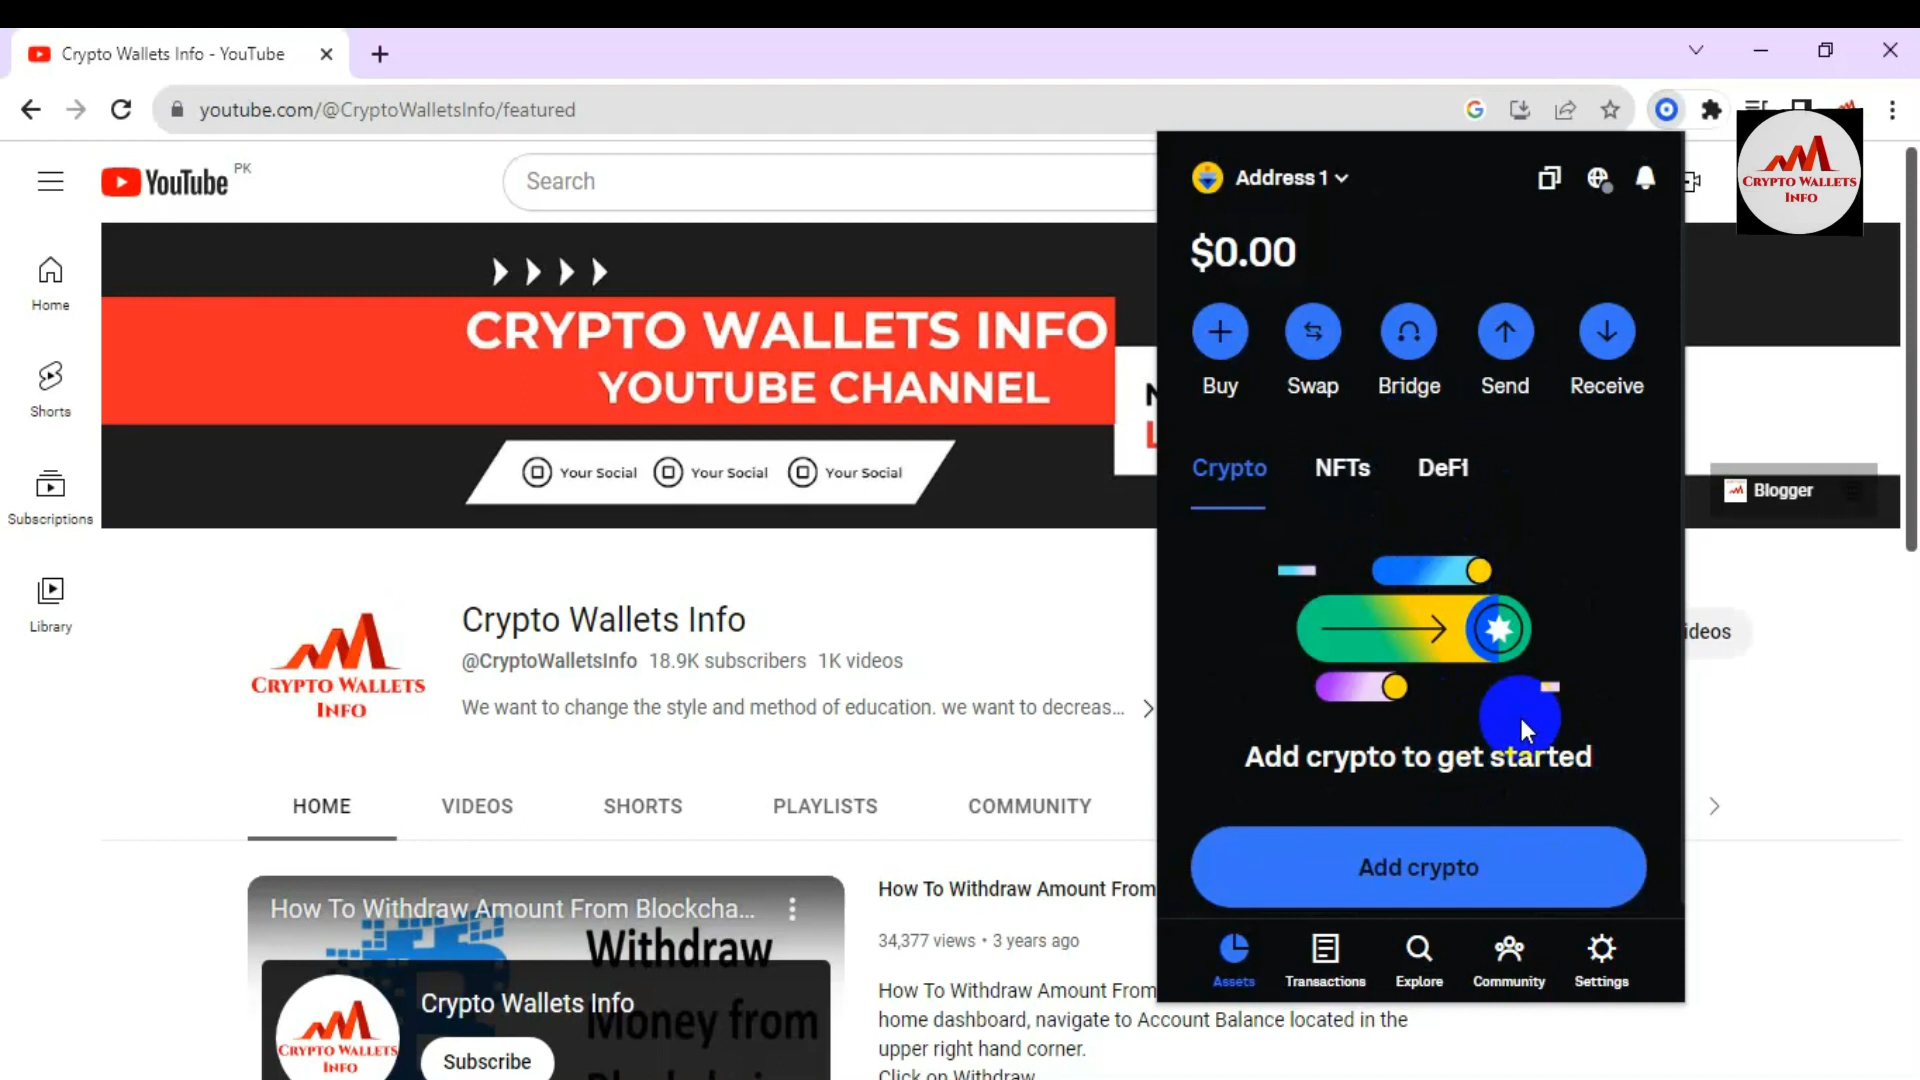 Crypto Wallets Info - YouTube
youtube.com/@CryptoWalletsInfo/featured
YouTube PK
Search
Home
Shorts
Subscriptions
Library
CRYPTO WALLETS INFO
YOUTUBE CHANNEL
Your Social Your Social Your Social
Blogger
CRYPTO WALLETS
INFO
CRYPTO WALLETS
INFO
Crypto Wallets Info
@CryptoWalletsInfo 18.9K subscribers 1K videos
We want to change the style and method of education. we want to decreas...
HOME VIDEOS SHORTS PLAYLISTS COMMUNITY
How To Withdraw Amount From Blockcha...
Withdraw
Money from
Crypto Wallets Info
Subscribe
CRYPTO WALLETS
INFO
How To Withdraw Amount From
34,377 views • 3 years ago
How To Withdraw Amount From
home dashboard, navigate to Account Balance located in the
upper right hand corner.
Click on Withdraw
Address 1
$0.00
Buy Swap Bridge Send Receive
Crypto NFTs DeFi
Add crypto to get started
Add crypto
Assets Transactions Explore Community Settings